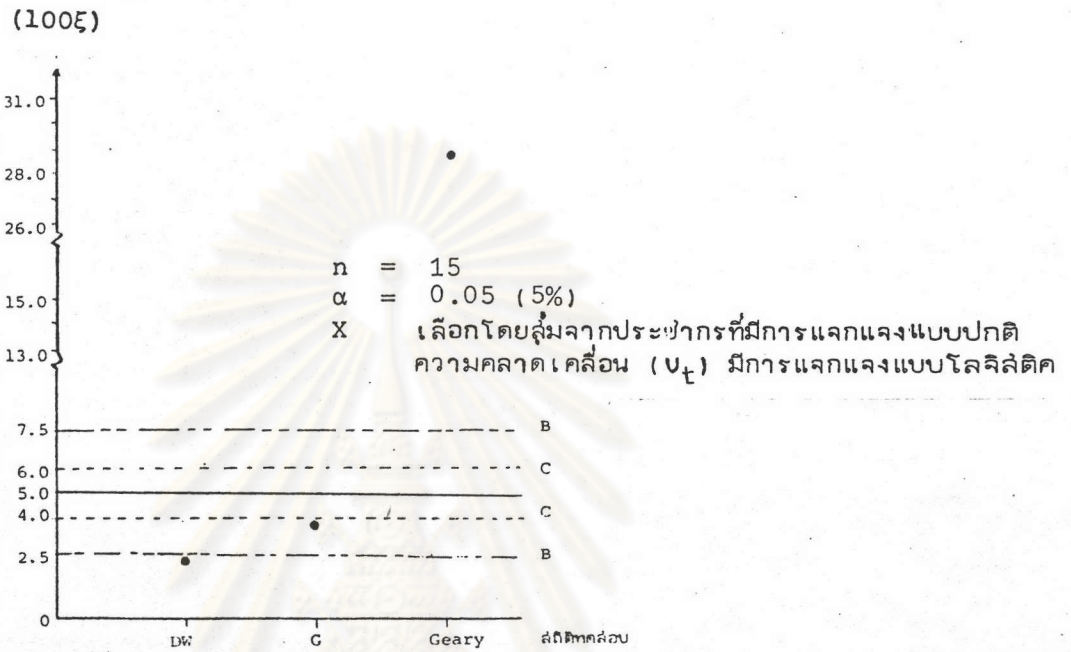 (100ξ)
31.0
28.0
26.0
n = 15
α = 0.05 (5%)
15.0
X เลือกโดยสุ่มจากประชากรที่มีการแจกแจงแบบปกติ
13.0
ความคลาดเคลื่อน (υt) มีการแจกแจงแบบโลจิสติค
7.5 B
6.0 C
5.0
4.0 C
2.5 B
0
DW G Geary สถิติทดสอบ